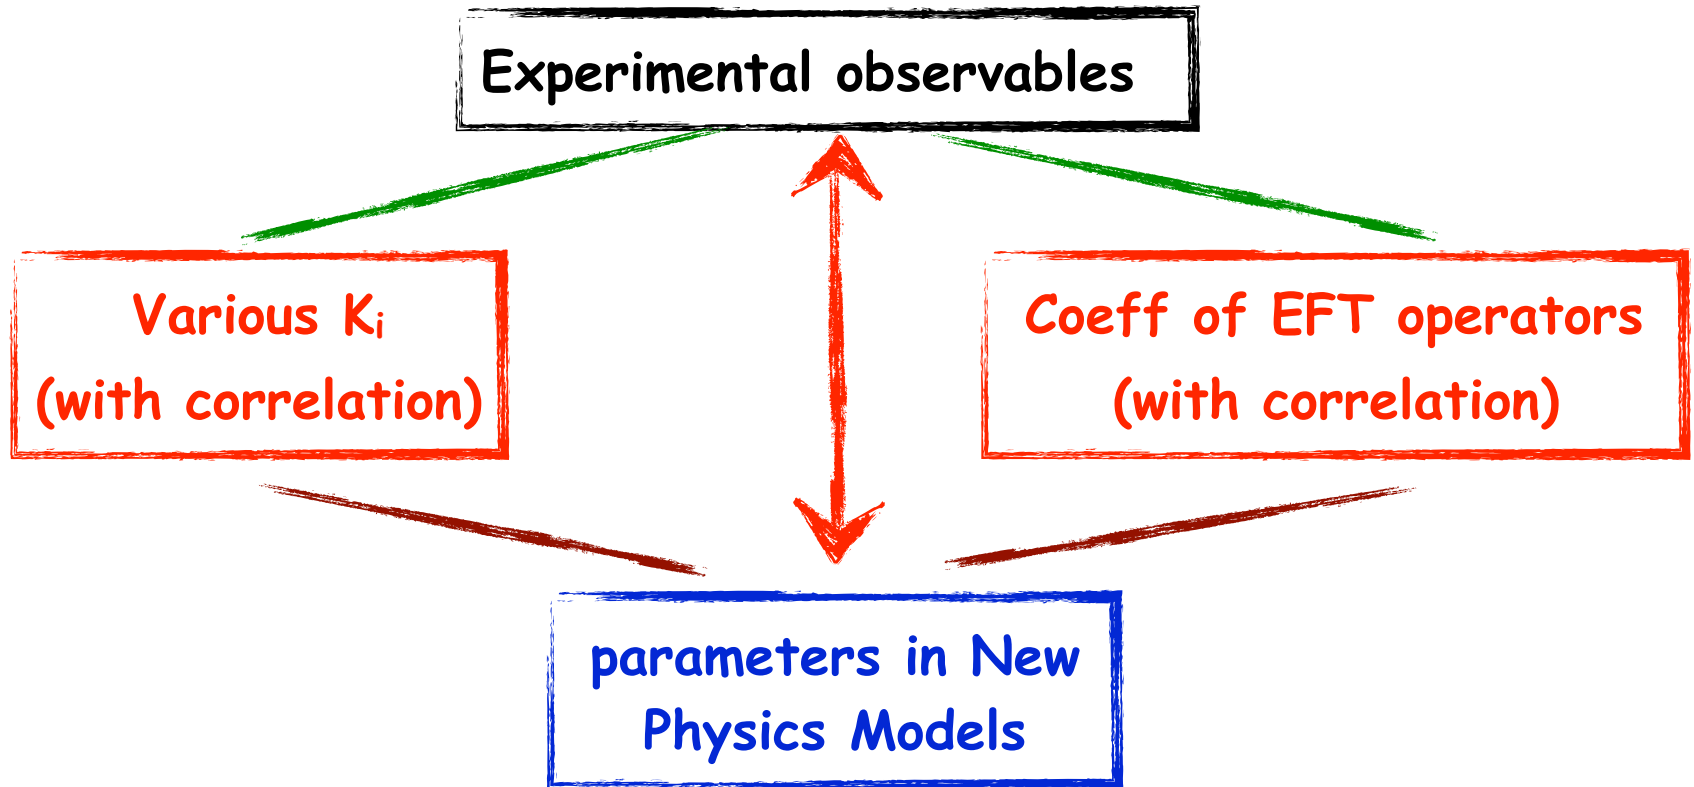 Experimental observables
Various Kᵢ
(with correlation)
Coeff of EFT operators
(with correlation)
parameters in New
Physics Models